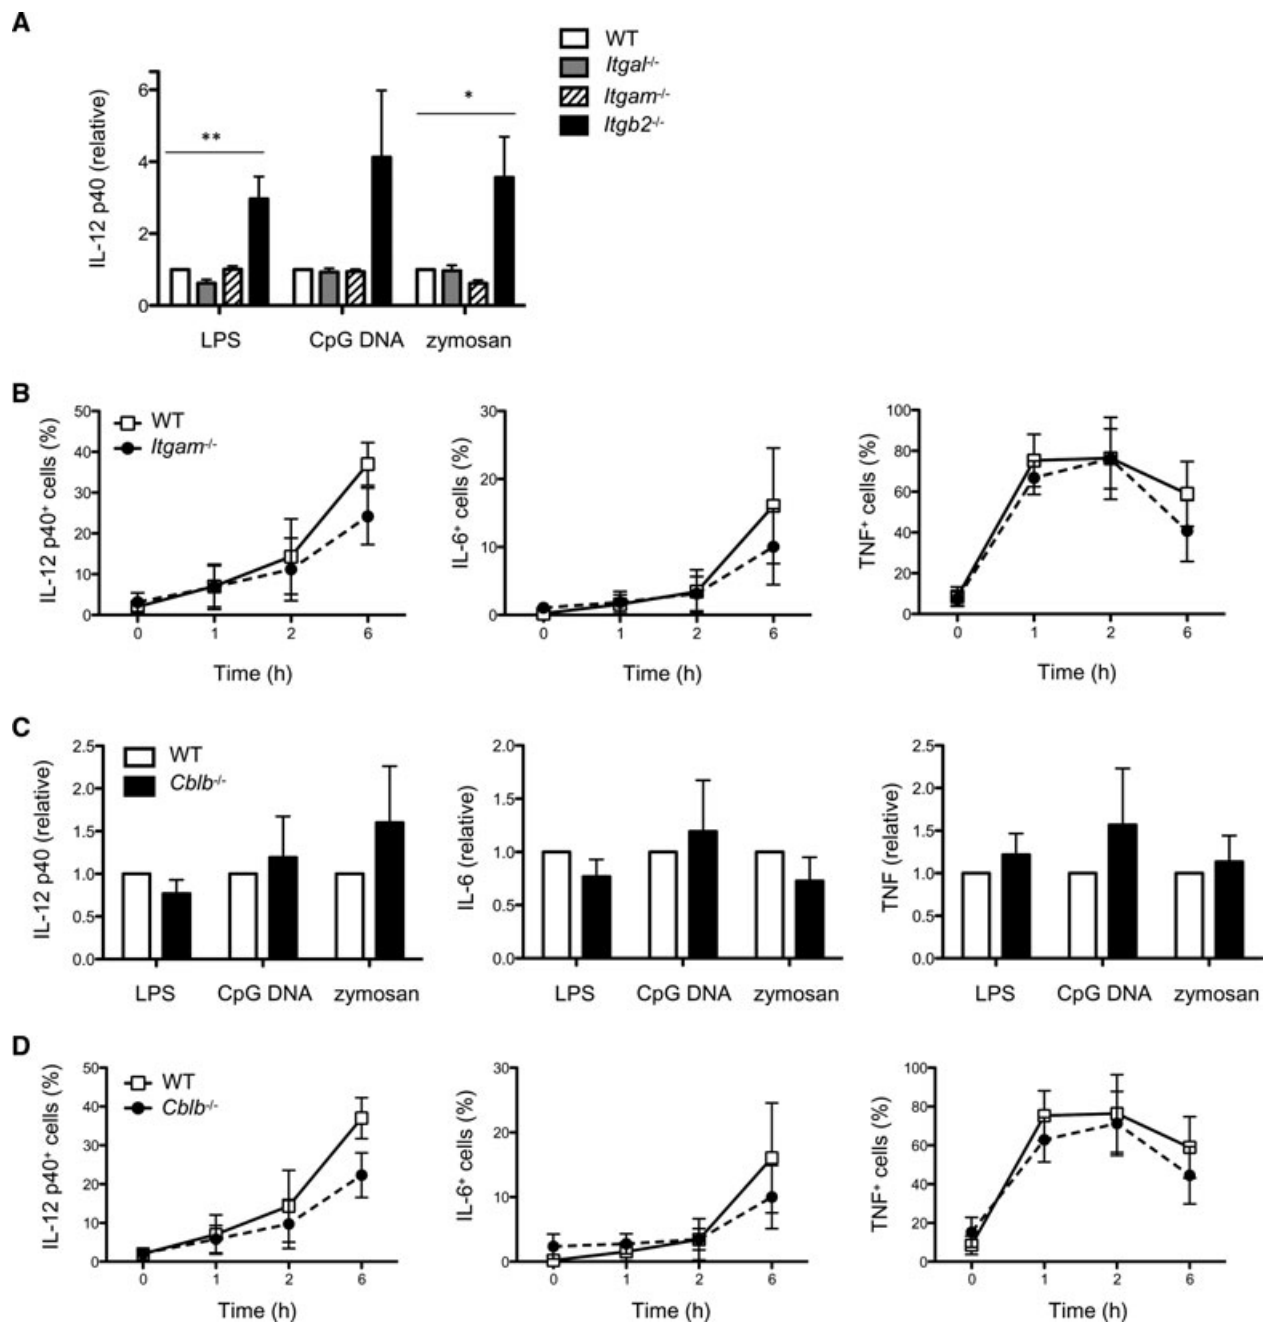 A
WT
Itgal-/-
Itgam-/-
Itgb2-/-
IL-12 p40 (relative)
6
4
2
0
**
*
LPS CpG DNA zymosan
B
WT
Itgam-/-
IL-12 p40+ cells (%)
50
40
30
20
10
0
0 1 2 6
Time (h)
IL-6+ cells (%)
30
20
10
0
0 1 2 6
Time (h)
TNF+ cells (%)
100
80
60
40
20
0
0 1 2 6
Time (h)
C
WT
Cblb-/-
IL-12 p40 (relative)
2.5
2.0
1.5
1.0
0.5
0.0
LPS CpG DNA zymosan
IL-6 (relative)
2.0
1.5
1.0
0.5
0.0
LPS CpG DNA zymosan
TNF (relative)
2.5
2.0
1.5
1.0
0.5
0.0
LPS CpG DNA zymosan
D
WT
Cblb-/-
IL-12 p40+ cells (%)
50
40
30
20
10
0
0 1 2 6
Time (h)
IL-6+ cells (%)
30
20
10
0
0 1 2 6
Time (h)
TNF+ cells (%)
100
80
60
40
20
0
0 1 2 6
Time (h)